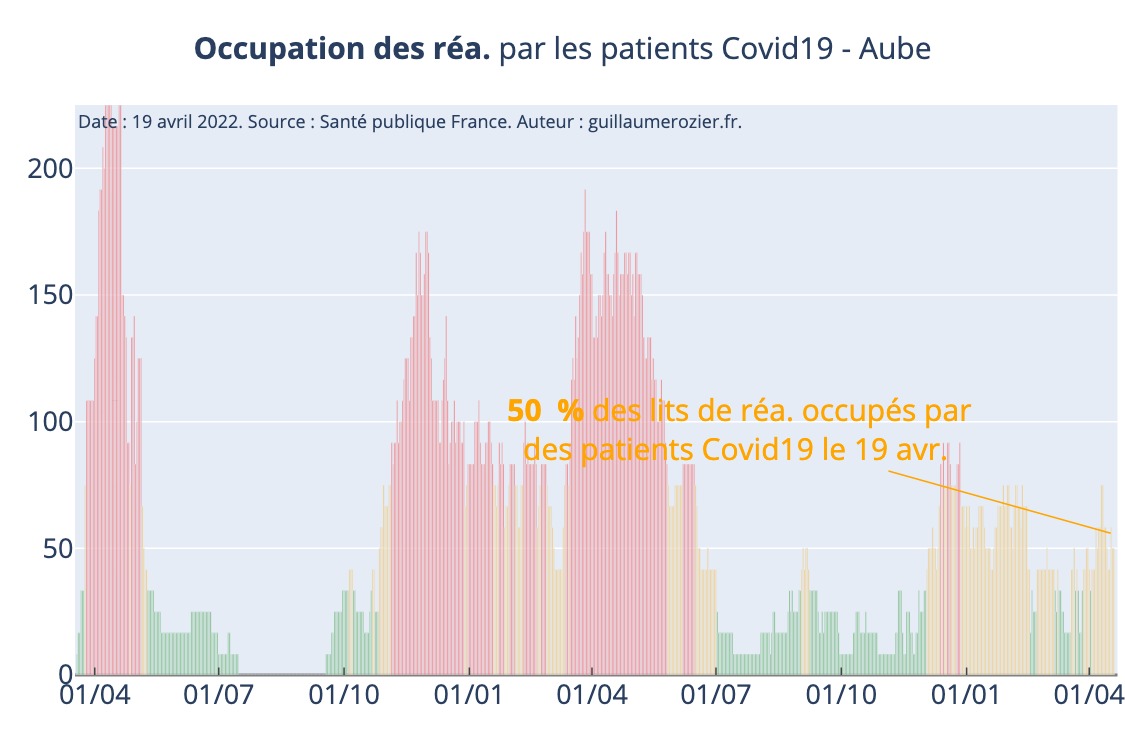 Occupation des réa. par les patients Covid19 - Aube
Date : 19 avril 2022. Source : Santé publique France. Auteur : guillaumerozier.fr.
200
150
100
50
0
50 % des lits de réa. occupés par
des patients Covid19 le 19 avr.
01/04 01/07 01/10 01/01 01/04 01/07 01/10 01/01 01/04